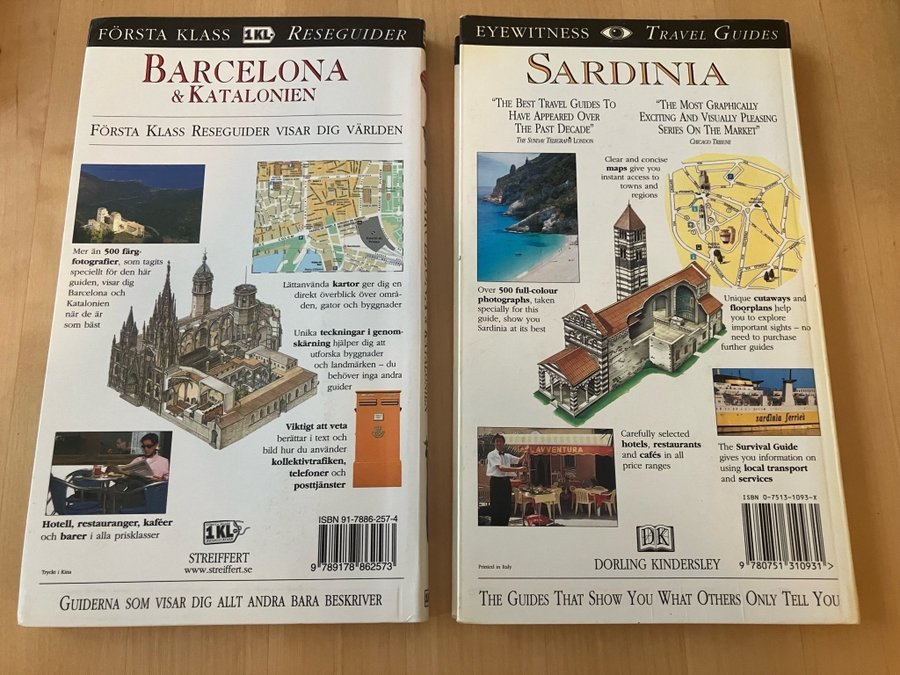 FÖRSTA KLASS 1KL RESEGUIDER
BARCELONA
& KATALONIEN
FÖRSTA KLASS RESEGUIDER VISAR DIG VÄRLDEN
Mer än 500 färg-
fotografier, som tagits
speciellt för den här
guiden, visar dig
Barcelona och
Katalonien
när de är
som bäst
Lättanvända kartor ger dig en
direkt överblick över områ-
den, gator och byggnader
Unika teckningar i genom-
skärning hjälper dig att
utforska byggnader
och landmärken – du
behöver inga andra
guider
Viktigt att veta
berättar i text och
bild hur du använder
kollektivtrafiken,
telefoner och
posttjänster
Hotell, restauranger, kaféer
och barer i alla prisklasser
1KL
STREIFFERT
www.streiffert.se
ISBN 91-7886-257-4
9 789178 862573
Tryckt i Kina
GUIDERNA SOM VISAR DIG ALLT ANDRA BARA BESKRIVER
EYEWITNESS TRAVEL GUIDES
SARDINIA
"THE BEST TRAVEL GUIDES TO
HAVE APPEARED OVER
THE PAST DECADE"
THE SUNDAY TELEGRAPH LONDON
"THE MOST GRAPHICALLY
EXCITING AND VISUALLY PLEASING
SERIES ON THE MARKET"
CHICAGO TRIBUNE
Clear and concise
maps give you
instant access to
towns and
regions
Over 500 full-colour
photographs, taken
specially for this
guide, show you
Sardinia at its best
Unique cutaways and
floorplans help
you to explore
important sights – no
need to purchase
further guides
sardinia ferries
L'AVVENTURA
Carefully selected
hotels, restaurants
and cafés in all
price ranges
The Survival Guide
gives you information on
using local transport
and services
DK
DORLING KINDERSLEY
ISBN 0-7513-1093-X
9 780751 310931 >
Printed in Italy
THE GUIDES THAT SHOW YOU WHAT OTHERS ONLY TELL YOU